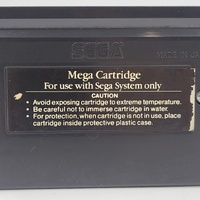 SEGA
MADE IN
Mega Cartridge
For use with Sega System only
CAUTION
• Avoid exposing cartridge to extreme temperature.
• Be careful not to immerse cartridge in water.
• For protection, when cartridge is not in use, place
cartridge inside protective plastic case.